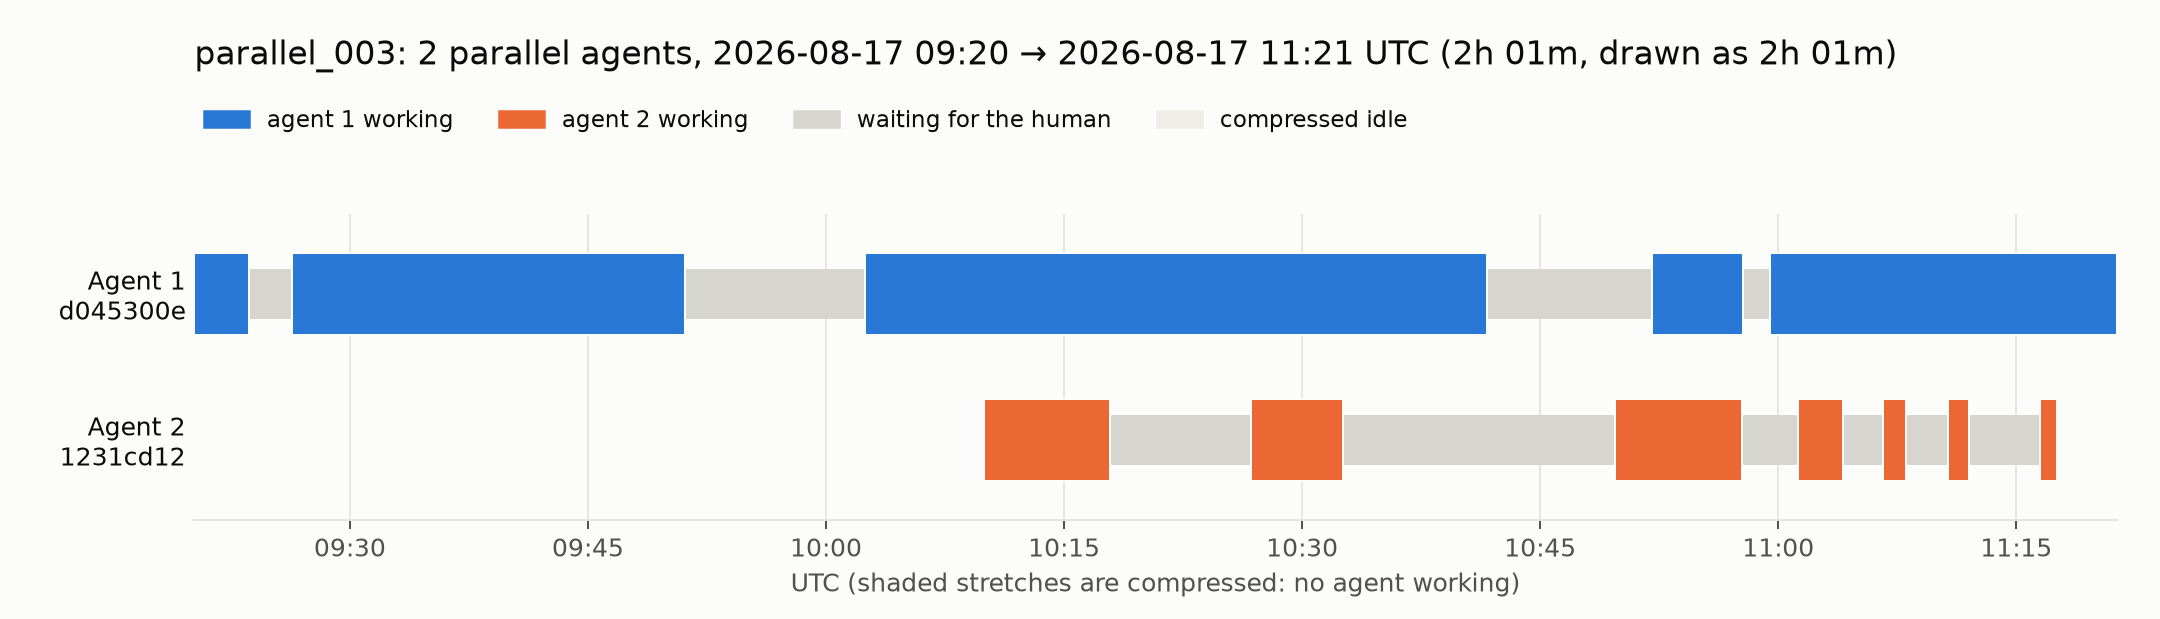 parallel_003: 2 parallel agents, 2026-08-17 09:20 → 2026-08-17 11:21 UTC (2h 01m, drawn as 2h 01m)
agent 1 working agent 2 working waiting for the human compressed idle
Agent 1
d045300e
Agent 2
1231cd12
09:30 09:45 10:00 10:15 10:30 10:45 11:00 11:15
UTC (shaded stretches are compressed: no agent working)